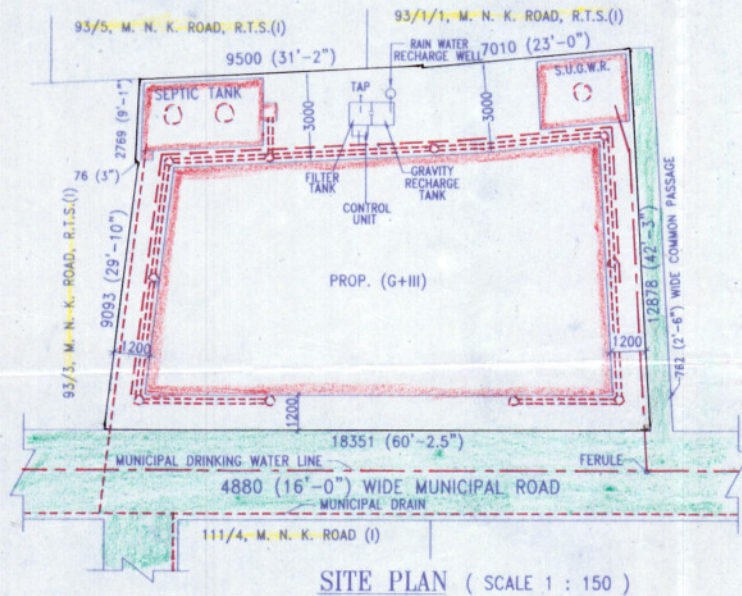 93/5, M. N. K. ROAD, R.T.S.(I)
93/1/1, M. N. K. ROAD, R.T.S.(I)
9500 (31'-2")
RAIN WATER
RECHARGE WELL
7010 (23'-0")
SEPTIC TANK
TAP
S.U.G.W.R.
2769 (9'-1")
3000
3000
76 (3")
FILTER
TANK
CONTROL
UNIT
GRAVITY
RECHARGE
TANK
93/3, M. N. K. ROAD, R.T.S.(I)
9093 (29'-10")
PROP. (G+III)
12878 (42'-3")
762 (2'-6") WIDE COMMON PASSAGE
1200
1200
1200
18351 (60'-2.5")
MUNICIPAL DRINKING WATER LINE
FERULE
4880 (16'-0") WIDE MUNICIPAL ROAD
MUNICIPAL DRAIN
111/4, M. N. K. ROAD (I)
SITE PLAN ( SCALE 1 : 150 )